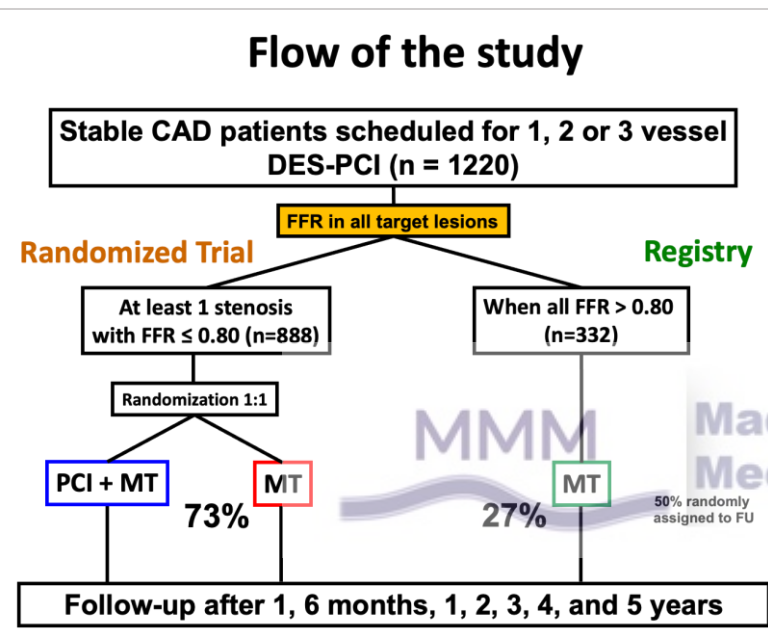 Flow of the study
Stable CAD patients scheduled for 1, 2 or 3 vessel
DES-PCI (n = 1220)
FFR in all target lesions
Randomized Trial
Registry
At least 1 stenosis
with FFR ≤ 0.80 (n=888)
When all FFR > 0.80
(n=332)
Randomization 1:1
MMM
PCI + MT
MT
MT
73%
27%
50% randomly
assigned to FU
Follow-up after 1, 6 months, 1, 2, 3, 4, and 5 years